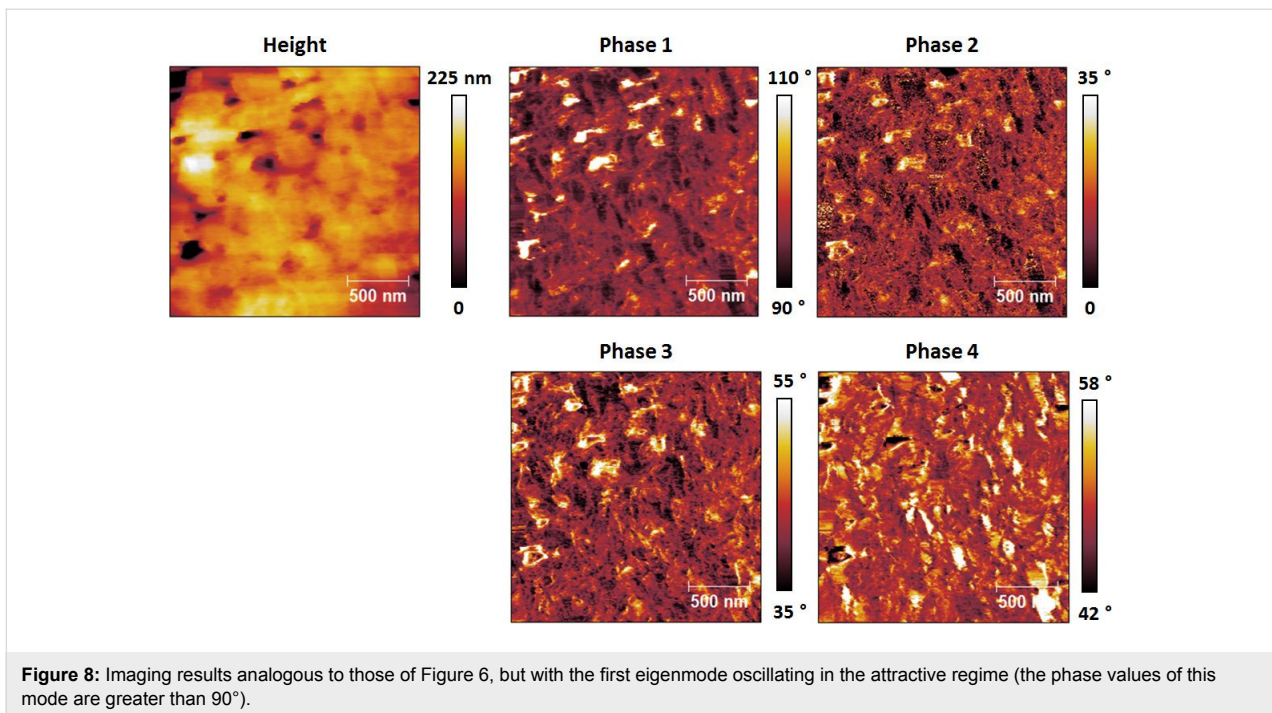 Height
225 nm
500 nm
0
Phase 1
110 °
500 nm
90 °
Phase 2
35 °
500 nm
0
Phase 3
55 °
500 nm
35 °
Phase 4
58 °
500 nm
42 °
Figure 8: Imaging results analogous to those of Figure 6, but with the first eigenmode oscillating in the attractive regime (the phase values of this
mode are greater than 90°).